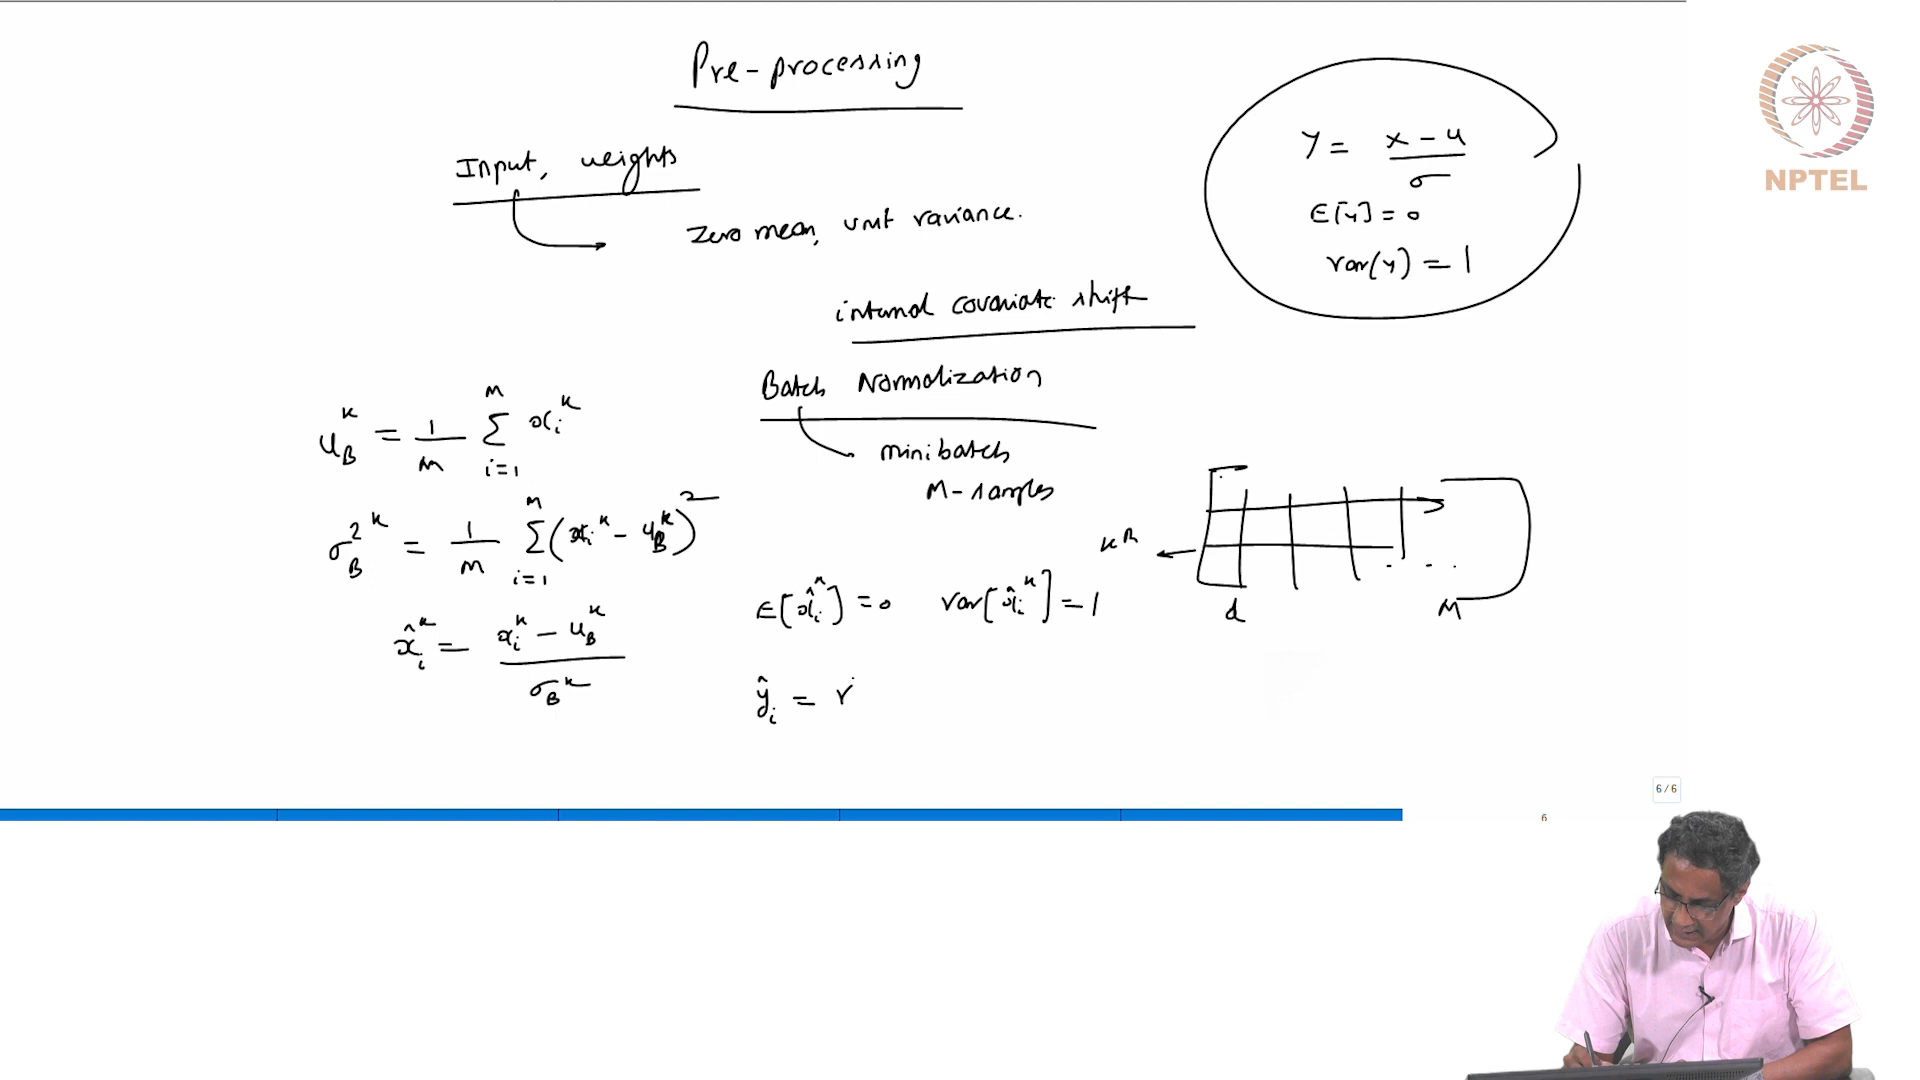 Pre-processing
Input, weights
zero mean, unit variance.
Y = (x - u) / σ
E[y] = 0
var(y) = 1
NPTEL
internal covariate shift
Batch Normalization
minibatch
M-samples
u_B^k = 1/M Σ_{i=1}^{M} x_i^k
σ_B^{2 k} = 1/M Σ_{i=1}^{M} (x_i^k - u_B^k)^2
x̂_i^k = (x_i^k - u_B^k) / σ_B^k
E[x̂_i^k] = 0 var[x̂_i^k] = 1
ŷ_i = r
d
M
6 / 6
6